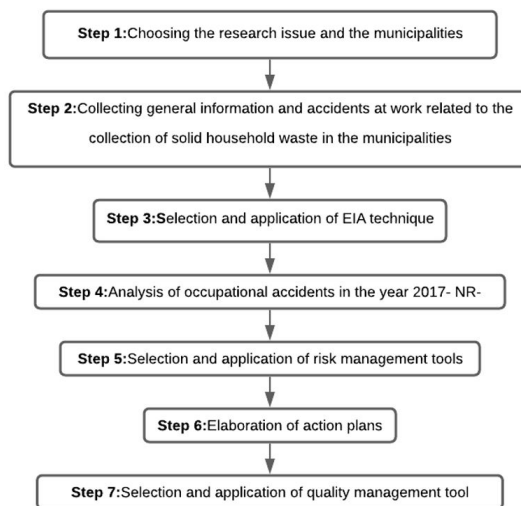 Step 1:Choosing the research issue and the municipalities
Step 2:Collecting general information and accidents at work related to the
collection of solid household waste in the municipalities
Step 3:Selection and application of EIA technique
Step 4:Analysis of occupational accidents in the year 2017- NR-
Step 5:Selection and application of risk management tools
Step 6:Elaboration of action plans
Step 7:Selection and application of quality management tool